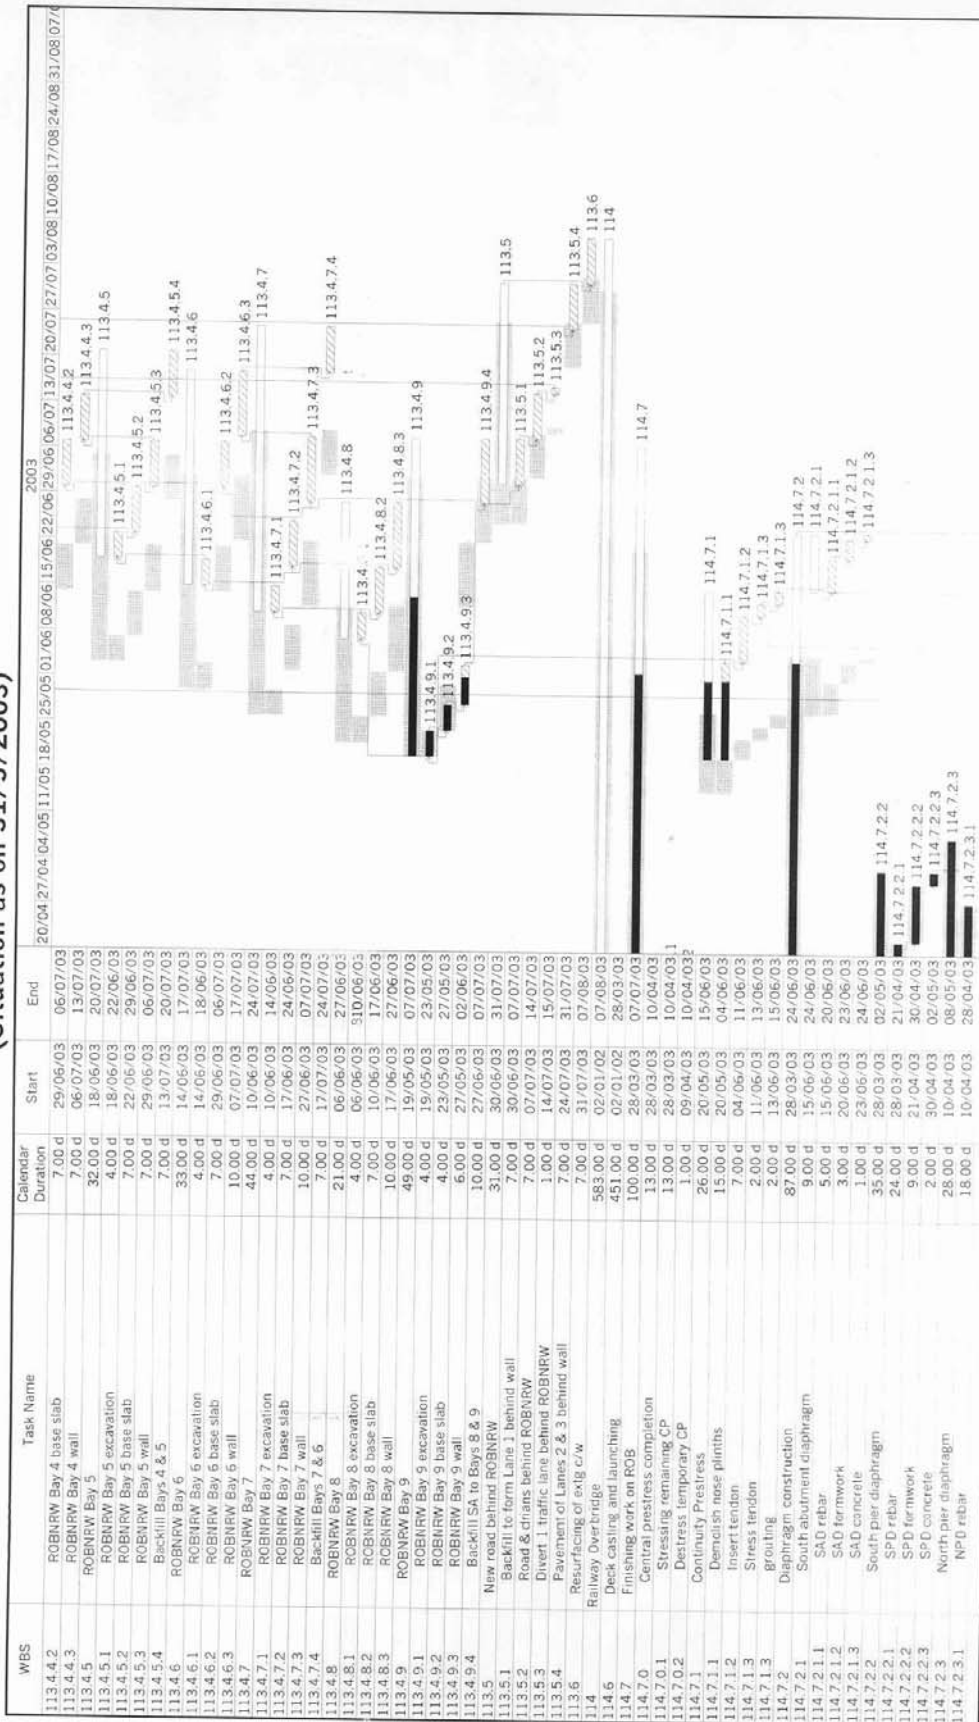 (Situation as on 31/5/2003)
WBS Task Name Calendar Duration Start End
2003
20/04 27/04 04/05 11/05 18/05 25/05 01/06 08/06 15/06 22/06 29/06 06/07 13/07 20/07 27/07 03/08 10/08 17/08 24/08 31/08 07/0
113.4.4.2 ROBNRW Bay 4 base slab 7.00 d 29/06/03 06/07/03 113.4.4.2
113.4.4.3 ROBNRW Bay 4 wall 7.00 d 06/07/03 13/07/03 113.4.4.3
113.4.5 ROBNRW Bay 5 32.00 d 18/06/03 20/07/03 113.4.5
113.4.5.1 ROBNRW Bay 5 excavation 4.00 d 18/06/03 22/06/03 113.4.5.1
113.4.5.2 ROBNRW Bay 5 base slab 7.00 d 22/06/03 29/06/03 113.4.5.2
113.4.5.3 ROBNRW Bay 5 wall 7.00 d 29/06/03 06/07/03 113.4.5.3
113.4.5.4 Backfill Bays 4 & 5 7.00 d 13/07/03 20/07/03 113.4.5.4
113.4.6 ROBNRW Bay 6 33.00 d 14/06/03 17/07/03 113.4.6
113.4.6.1 ROBNRW Bay 6 excavation 4.00 d 14/06/03 18/06/03 113.4.6.1
113.4.6.2 ROBNRW Bay 6 base slab 7.00 d 29/06/03 06/07/03 113.4.6.2
113.4.6.3 ROBNRW Bay 6 wall 10.00 d 07/07/03 17/07/03 113.4.6.3
113.4.7 ROBNRW Bay 7 44.00 d 10/06/03 24/07/03 113.4.7
113.4.7.1 ROBNRW Bay 7 excavation 4.00 d 10/06/03 14/06/03 113.4.7.1
113.4.7.2 ROBNRW Bay 7 base slab 7.00 d 17/06/03 24/06/03 113.4.7.2
113.4.7.3 ROBNRW Bay 7 wall 10.00 d 27/06/03 07/07/03 113.4.7.3
113.4.7.4 Backfill Bays 7 & 6 7.00 d 17/07/03 24/07/03 113.4.7.4
113.4.8 ROBNRW Bay 8 21.00 d 06/06/03 27/06/03 113.4.8
113.4.8.1 ROBNRW Bay 8 excavation 06/06/03 10/06/03
113.4.8.2 ROBNRW Bay 8 base slab 7.00 d 10/06/03 17/06/03 113.4.8.2
113.4.8.3 ROBNRW Bay 8 wall 10.00 d 17/06/03 27/06/03 113.4.8.3
113.4.9 ROBNRW Bay 9 49.00 d 19/05/03 07/07/03 113.4.9
113.4.9.1 ROBNRW Bay 9 excavation 4.00 d 19/05/03 23/05/03 113.4.9.1
113.4.9.2 ROBNRW Bay 9 base slab 4.00 d 23/05/03 27/05/03 113.4.9.2
113.4.9.3 ROBNRW Bay 9 wall 6.00 d 27/05/03 02/06/03 113.4.9.3
113.4.9.4 Backfill SA to Bays 8 & 9 10.00 d 27/06/03 07/07/03 113.4.9.4
113.5 New road behind ROBNRW 31.00 d 30/06/03 31/07/03 113.5
113.5.1 Backfill to form Lane 1 behind wall 7.00 d 30/06/03 07/07/03 113.5.1
113.5.2 Road & drians behind ROBNRW 7.00 d 07/07/03 14/07/03 113.5.2
113.5.3 Divert 1 traffic lane behind ROBNRW 1.00 d 14/07/03 15/07/03 113.5.3
113.5.4 Pavement of Lanes 2 & 3 behind wall 7.00 d 24/07/03 31/07/03 113.5.4
113.6 Resurfacing of extg c/w 7.00 d 31/07/03 07/08/03 113.6
114 Railway Overbridge 583.00 d 02/01/02 07/08/03 114
114.6 Deck casting and launching 451.00 d 02/01/02 28/03/03
114.7 Finishing work on ROB 100.00 d 28/03/03 07/07/03 114.7
114.7.0 Central prestress completion 13.00 d 28/03/03 10/04/03
114.7.0.1 Stressing remaining CP 13.00 d 28/03/03 10/04/03
114.7.0.2 Destress temporary CP 1.00 d 09/04/03 10/04/03
114.7.1 Continuity Prestress 26.00 d 20/05/03 15/06/03 114.7.1
114.7.1.1 Demolish nose plinths 15.00 d 20/05/03 04/06/03 114.7.1.1
114.7.1.2 Insert tendon 7.00 d 04/06/03 11/06/03 114.7.1.2
114.7.1.3 Stress tendon 2.00 d 11/06/03 13/06/03 114.7.1.3
114.7.1.3 grouting 2.00 d 13/06/03 15/06/03 114.7.1.3
114.7.2 Diaphragm construction 87.00 d 28/03/03 24/06/03 114.7.2
114.7.2.1 South abutment diaphragm 9.00 d 15/06/03 24/06/03 114.7.2.1
114.7.2.1.1 SAD rebar 5.00 d 15/06/03 20/06/03 114.7.2.1.1
114.7.2.1.2 SAD formwork 3.00 d 20/06/03 23/06/03 114.7.2.1.2
114.7.2.1.3 SAD concrete 1.00 d 23/06/03 24/06/03 114.7.2.1.3
114.7.2.2 South pier diaphragm 35.00 d 28/03/03 02/05/03 114.7.2.2
114.7.2.2.1 SPD rebar 24.00 d 28/03/03 21/04/03 114.7.2.2.1
114.7.2.2.2 SPD formwork 9.00 d 21/04/03 30/04/03 114.7.2.2.2
114.7.2.2.3 SPD concrete 2.00 d 30/04/03 02/05/03 114.7.2.2.3
114.7.2.3 North pier diaphragm 28.00 d 10/04/03 08/05/03 114.7.2.3
114.7.2.3.1 NPD rebar 18.00 d 10/04/03 28/04/03 114.7.2.3.1